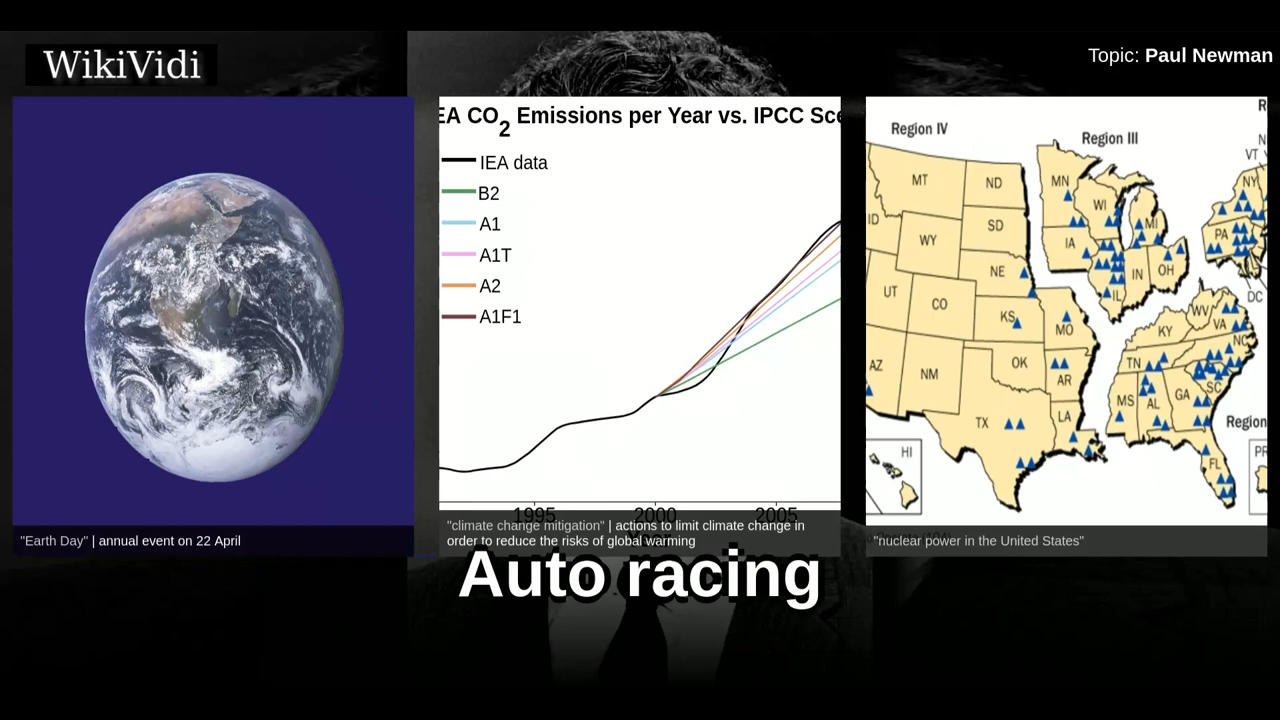 WikiVidi
Topic: Paul Newman
EA CO2 Emissions per Year vs. IPCC Sce
IEA data
B2
A1
A1T
A2
A1F1
1995
2000
2005
Region IV
Region III
MT
ND
MN
WI
MI
NY
VT
ID
SD
WY
IA
PA
NE
IN
OH
IL
DC
UT
CO
KS
MO
KY
WV
VA
NC
AZ
NM
OK
AR
TN
SC
TX
LA
MS
AL
GA
Region
HI
FL
PR
"Earth Day" | annual event on 22 April
"climate change mitigation" | actions to limit climate change in
order to reduce the risks of global warming
"nuclear power in the United States"
Auto racing